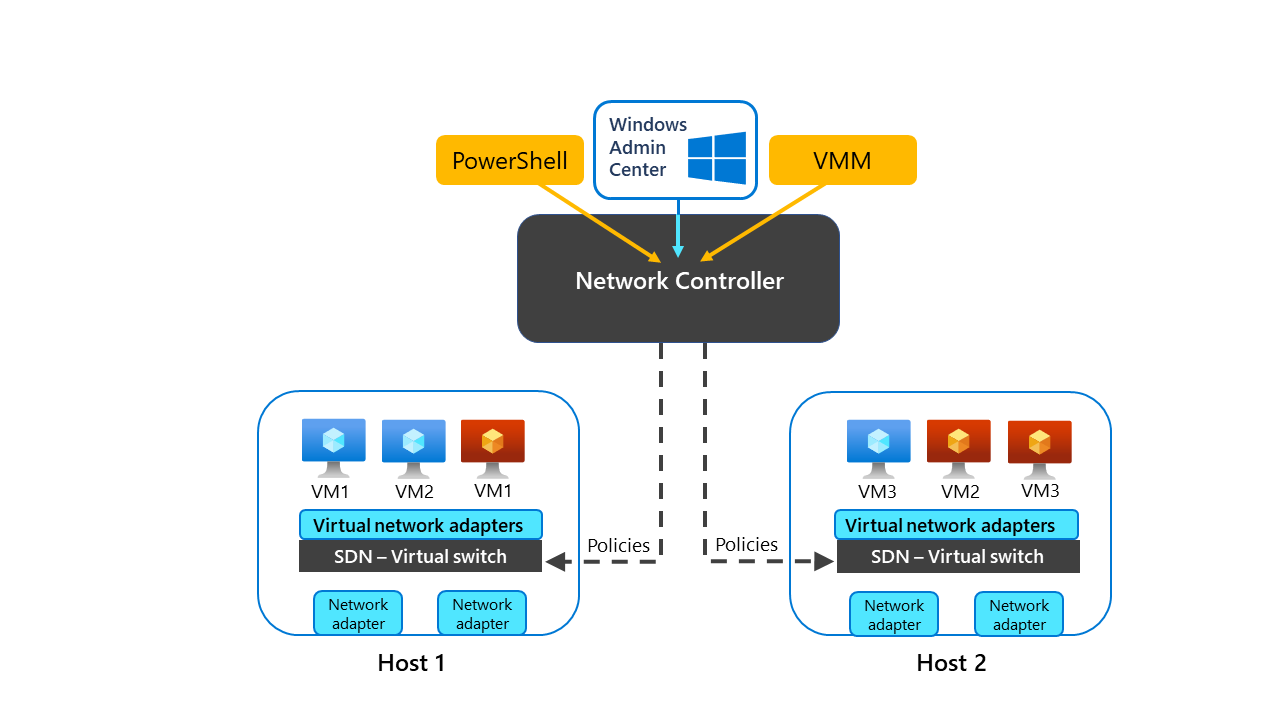 Windows
Admin
Center
PowerShell
VMM
Network Controller
VM1
VM2
VM1
Virtual network adapters
SDN – Virtual switch
Network
adapter
Network
adapter
Host 1
Policies
Policies
VM3
VM2
VM3
Virtual network adapters
SDN – Virtual switch
Network
adapter
Network
adapter
Host 2